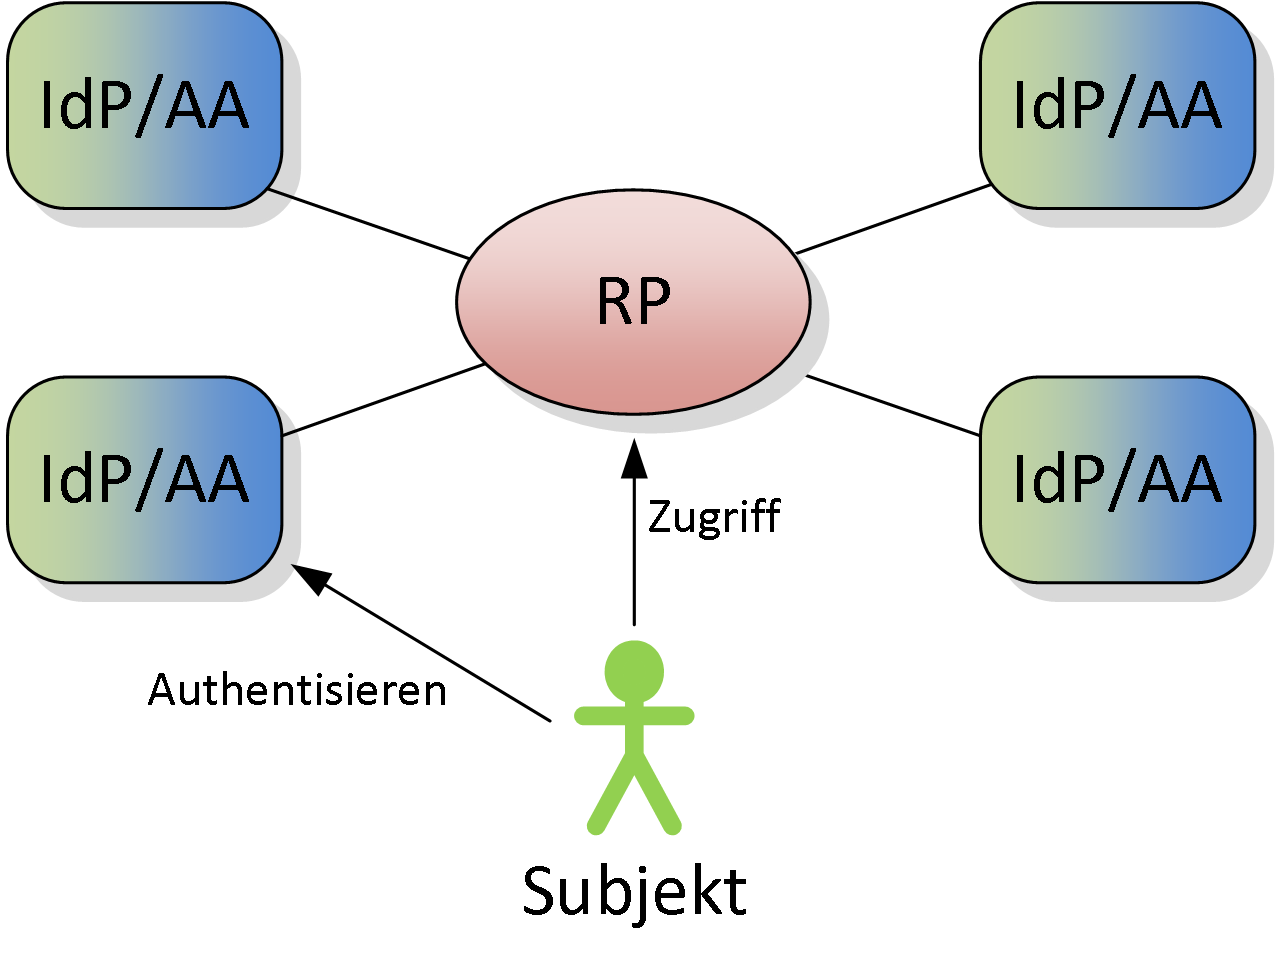 IdP/AA
IdP/AA
RP
IdP/AA
IdP/AA
Zugriff
Authentisieren
Subjekt